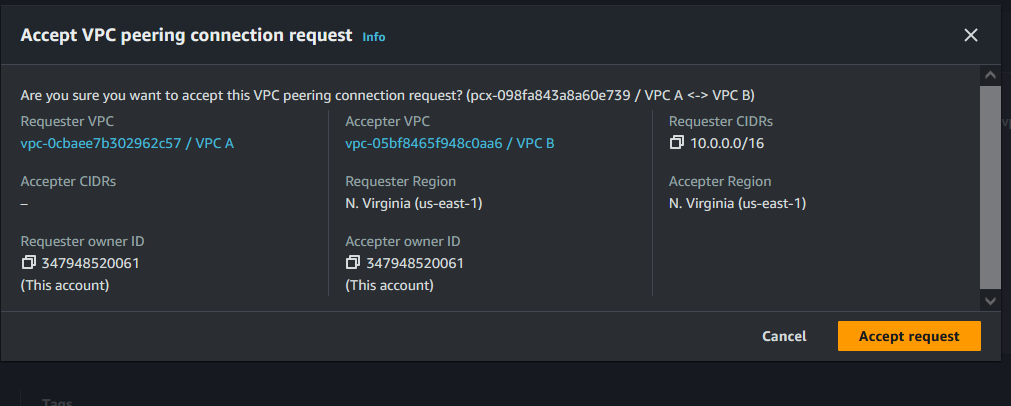 Accept VPC peering connection request Info
Are you sure you want to accept this VPC peering connection request? (pcx-098fa843a8a60e739 / VPC A <-> VPC B)
Requester VPC
vpc-0cbaee7b302962c57 / VPC A
Accepter VPC
vpc-05bf8465f948c0aa6 / VPC B
Requester CIDRs
10.0.0.0/16
Accepter CIDRs
–
Requester Region
N. Virginia (us-east-1)
Accepter Region
N. Virginia (us-east-1)
Requester owner ID
347948520061
(This account)
Accepter owner ID
347948520061
(This account)
Cancel
Accept request
Tags